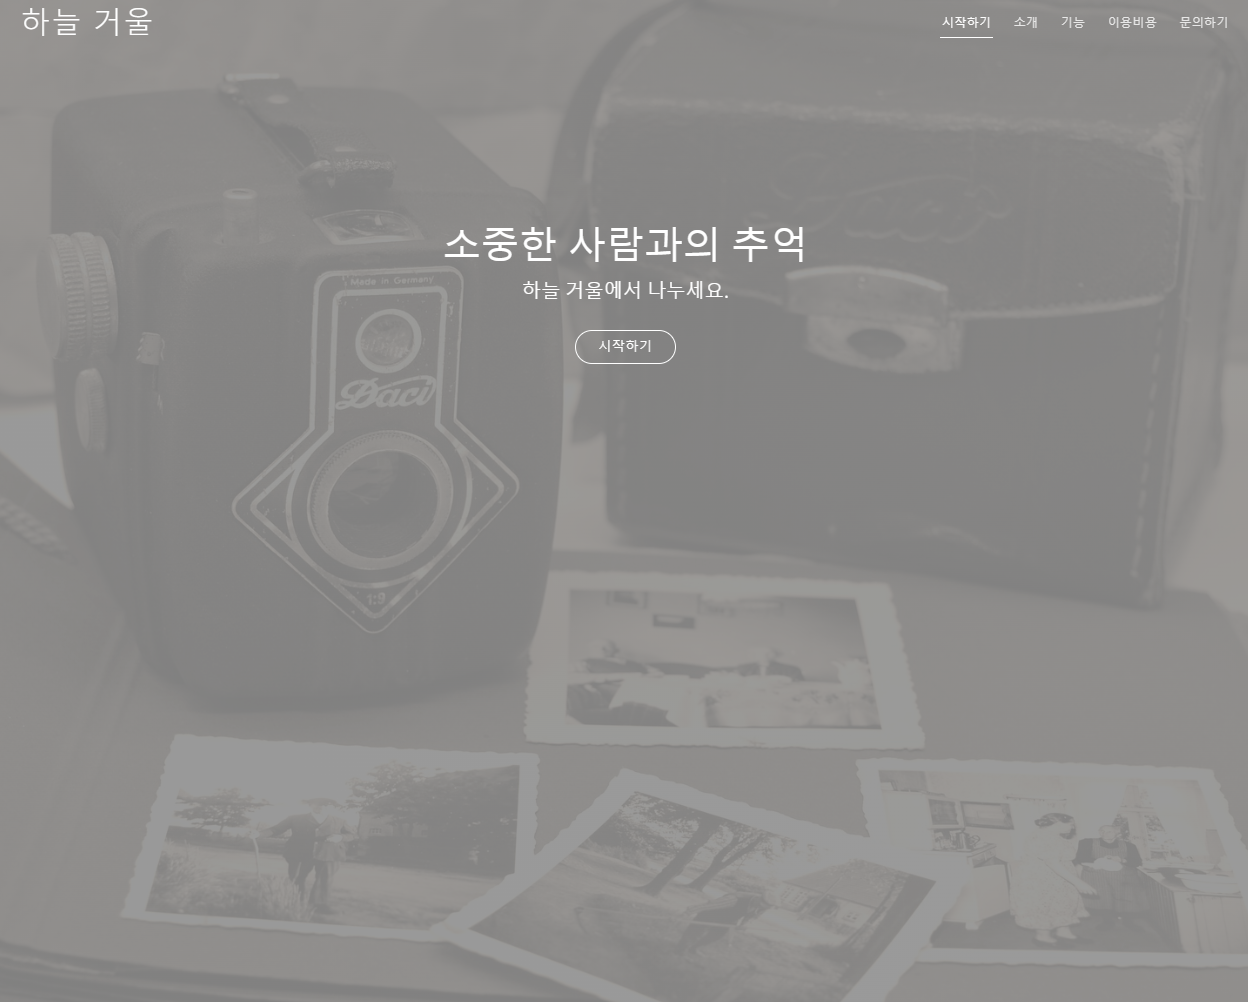 하늘 거울
시작하기 소개 기능 이용비용 문의하기
소중한 사람과의 추억
하늘 거울에서 나누세요.
시작하기
Made in Germany
Daci
1:9